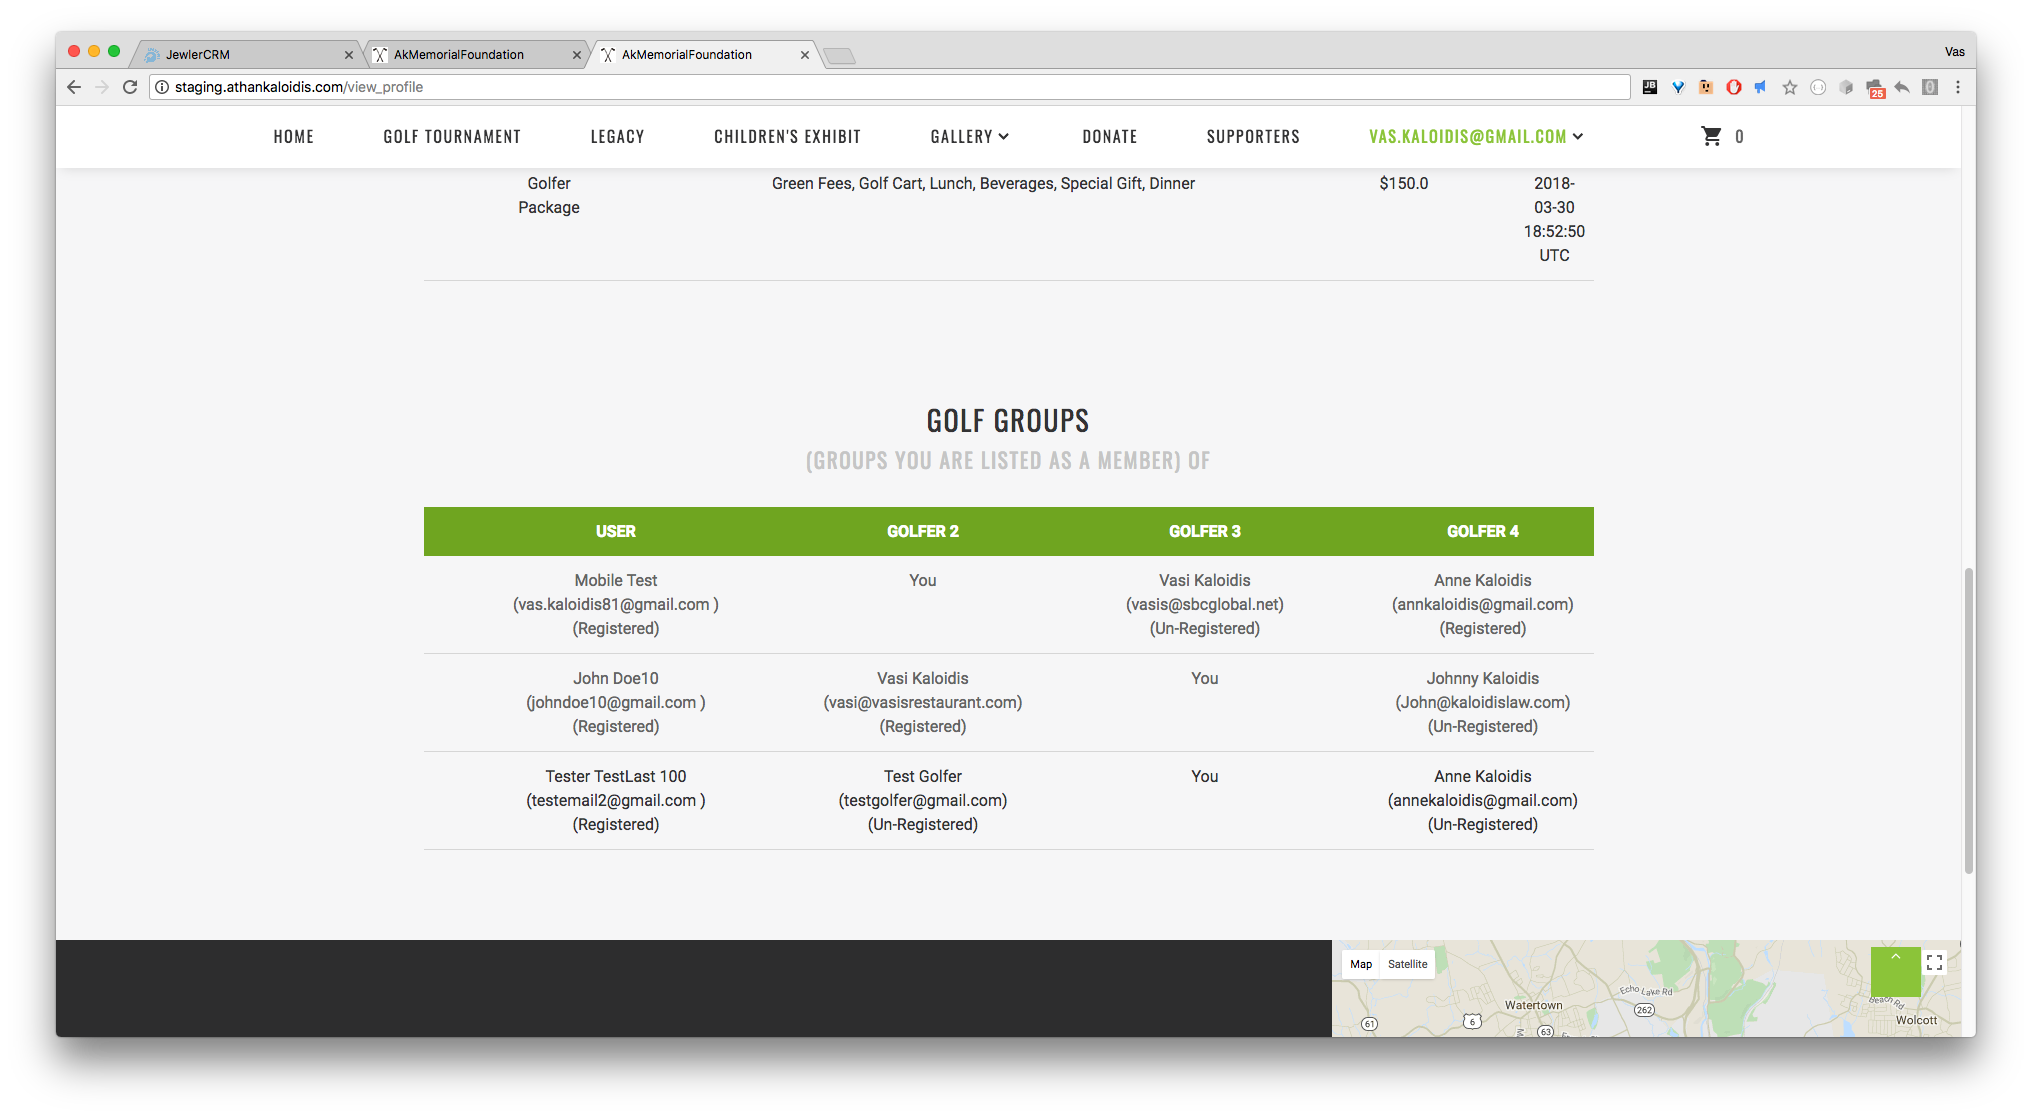 JewlerCRM
AkMemorialFoundation
AkMemorialFoundation
Vas
staging.athankaloidis.com/view_profile
JB
25
0
HOME
GOLF TOURNAMENT
LEGACY
CHILDREN'S EXHIBIT
GALLERY
DONATE
SUPPORTERS
VAS.KALOIDIS@GMAIL.COM
0
Golfer
Package
Green Fees, Golf Cart, Lunch, Beverages, Special Gift, Dinner
$150.0
2018-
03-30
18:52:50
UTC
GOLF GROUPS
(GROUPS YOU ARE LISTED AS A MEMBER) OF
USER
GOLFER 2
GOLFER 3
GOLFER 4
Mobile Test
(vas.kaloidis81@gmail.com )
(Registered)
You
Vasi Kaloidis
(vasis@sbcglobal.net)
(Un-Registered)
Anne Kaloidis
(annkaloidis@gmail.com)
(Registered)
John Doe10
(johndoe10@gmail.com )
(Registered)
Vasi Kaloidis
(vasi@vasisrestaurant.com)
(Registered)
You
Johnny Kaloidis
(John@kaloidislaw.com)
(Un-Registered)
Tester TestLast 100
(testemail2@gmail.com )
(Registered)
Test Golfer
(testgolfer@gmail.com)
(Un-Registered)
You
Anne Kaloidis
(annekaloidis@gmail.com)
(Un-Registered)
Map
Satellite
Echo Lake Rd
Watertown
262
Beach Rd
Wolcott
61
6
63